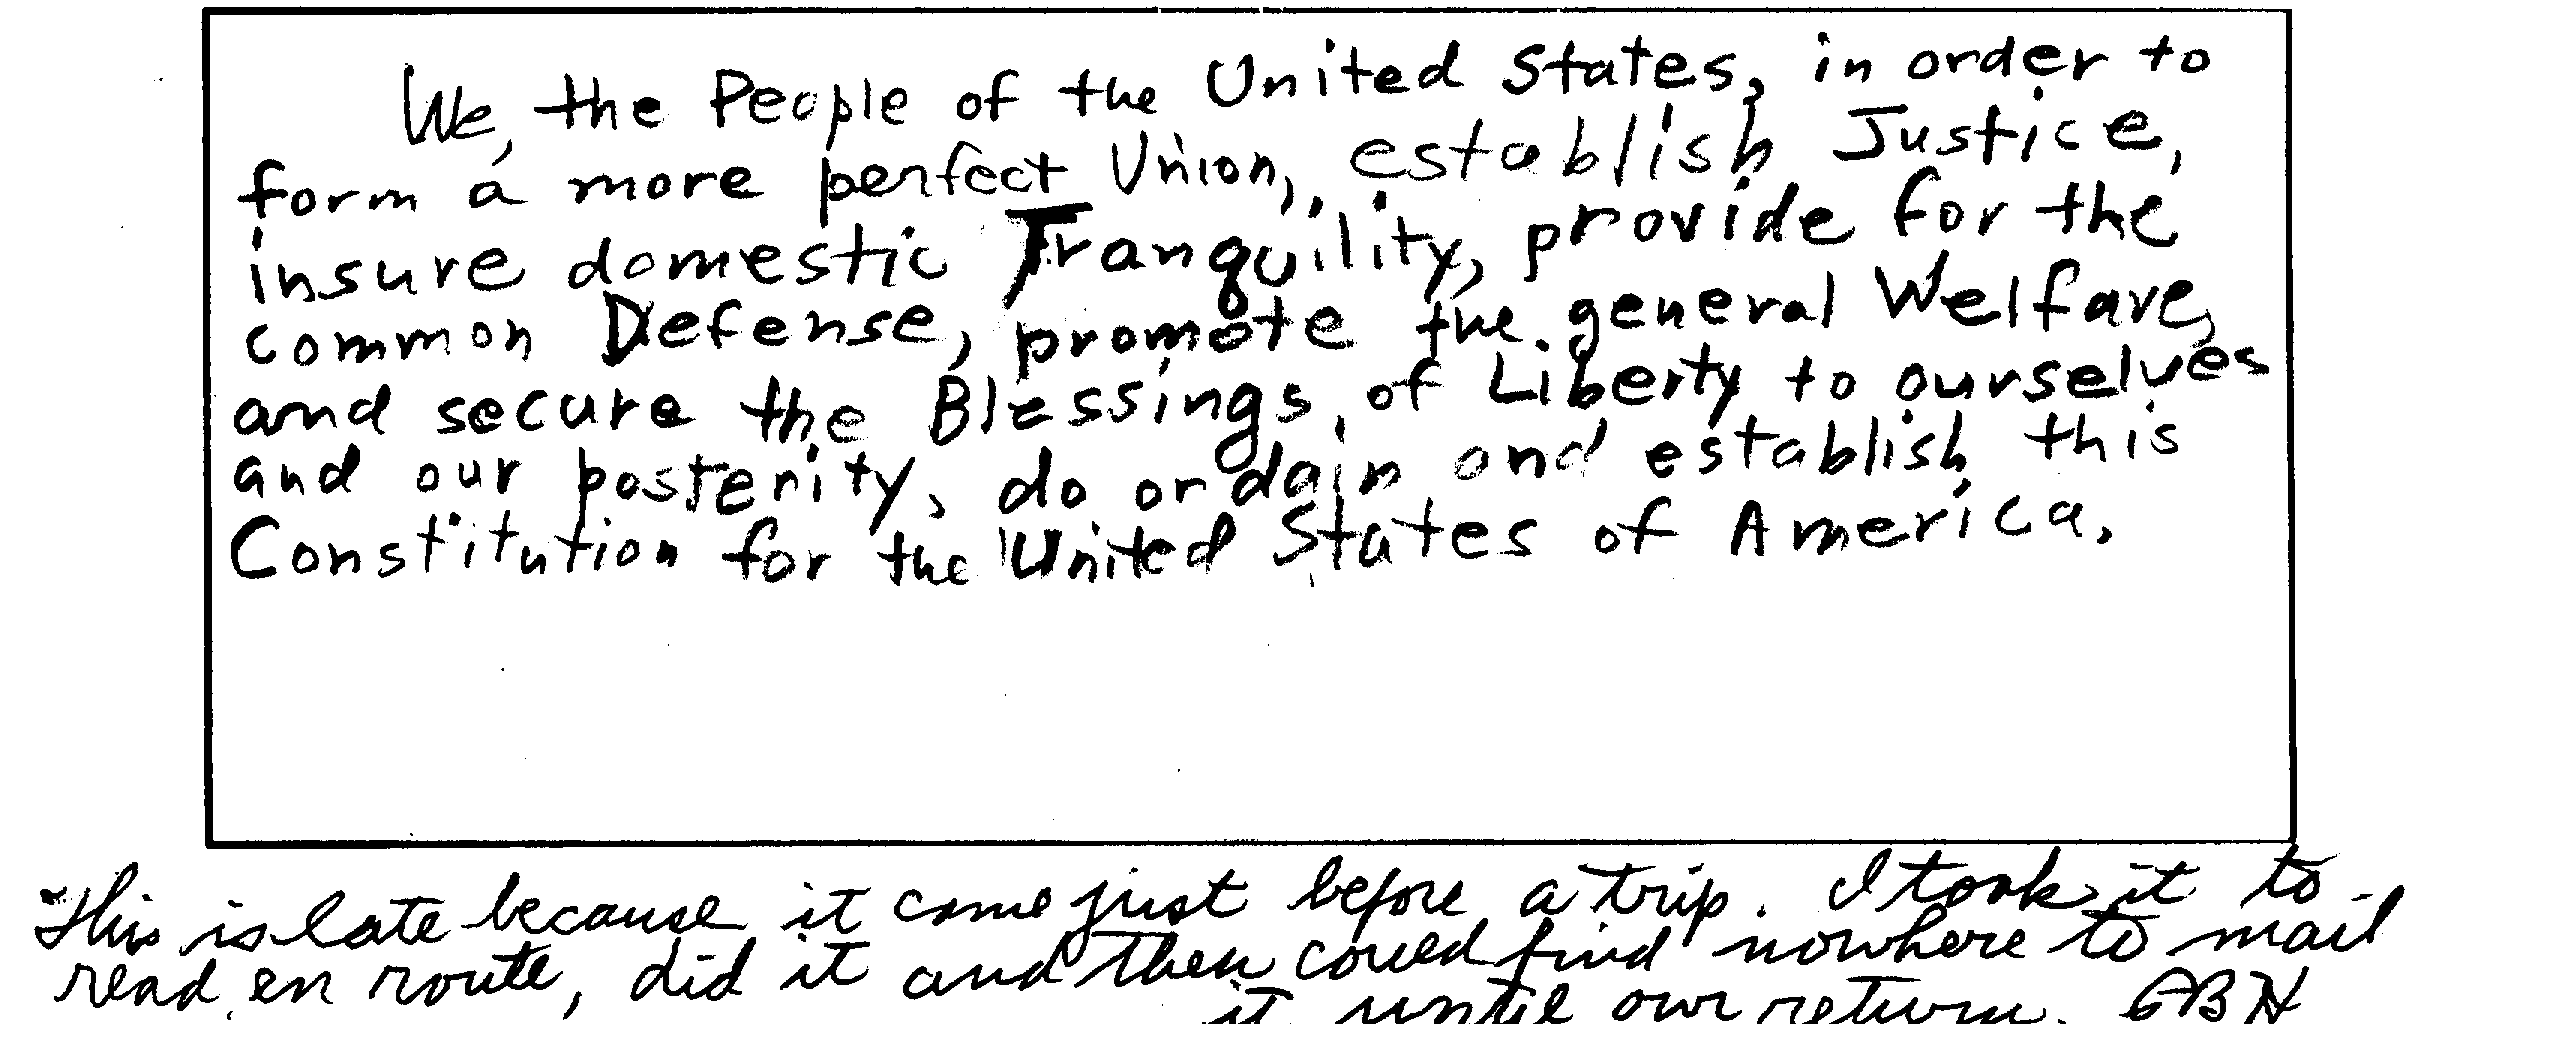 We, the People of the United States, in order to
form a more perfect Union, establish Justice,
insure domestic Tranquility, provide for the
common Defense, promote the general Welfare,
and secure the Blessings of Liberty to ourselves
and our posterity, do ordain and establish this
Constitution for the United States of America.
This is late because it came just before a trip. I took it to
read en route, did it and then could find nowhere to mail
it until our return. GBH